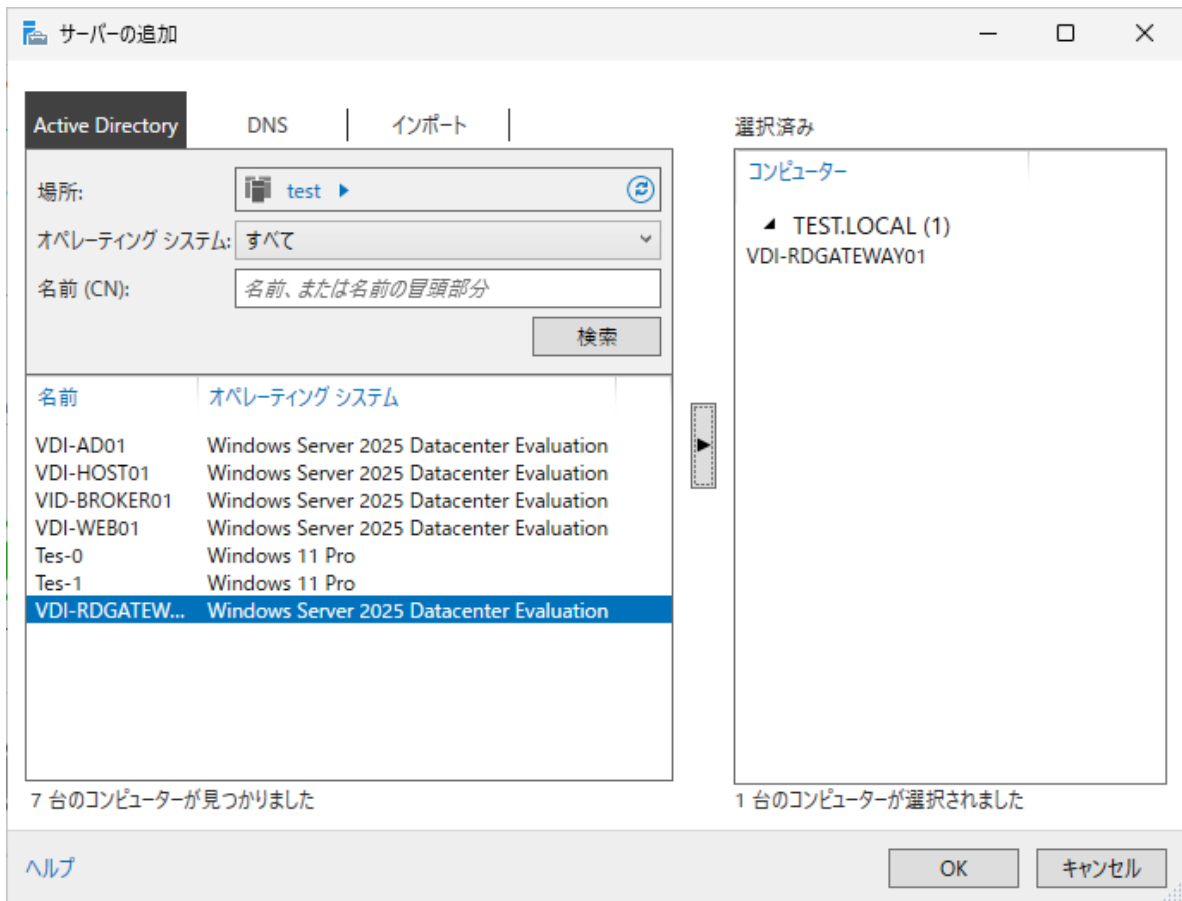 サーバーの追加
Active Directory
DNS
インポート
場所:
test
オペレーティング システム:
すべて
名前 (CN):
名前、または名前の冒頭部分
検索
名前 オペレーティング システム
VDI-AD01 Windows Server 2025 Datacenter Evaluation
VDI-HOST01 Windows Server 2025 Datacenter Evaluation
VID-BROKER01 Windows Server 2025 Datacenter Evaluation
VDI-WEB01 Windows Server 2025 Datacenter Evaluation
Tes-0 Windows 11 Pro
Tes-1 Windows 11 Pro
VDI-RDGATEW... Windows Server 2025 Datacenter Evaluation
7 台のコンピューターが見つかりました
選択済み
コンピューター
TEST.LOCAL (1)
VDI-RDGATEWAY01
1 台のコンピューターが選択されました
ヘルプ
OK
キャンセル